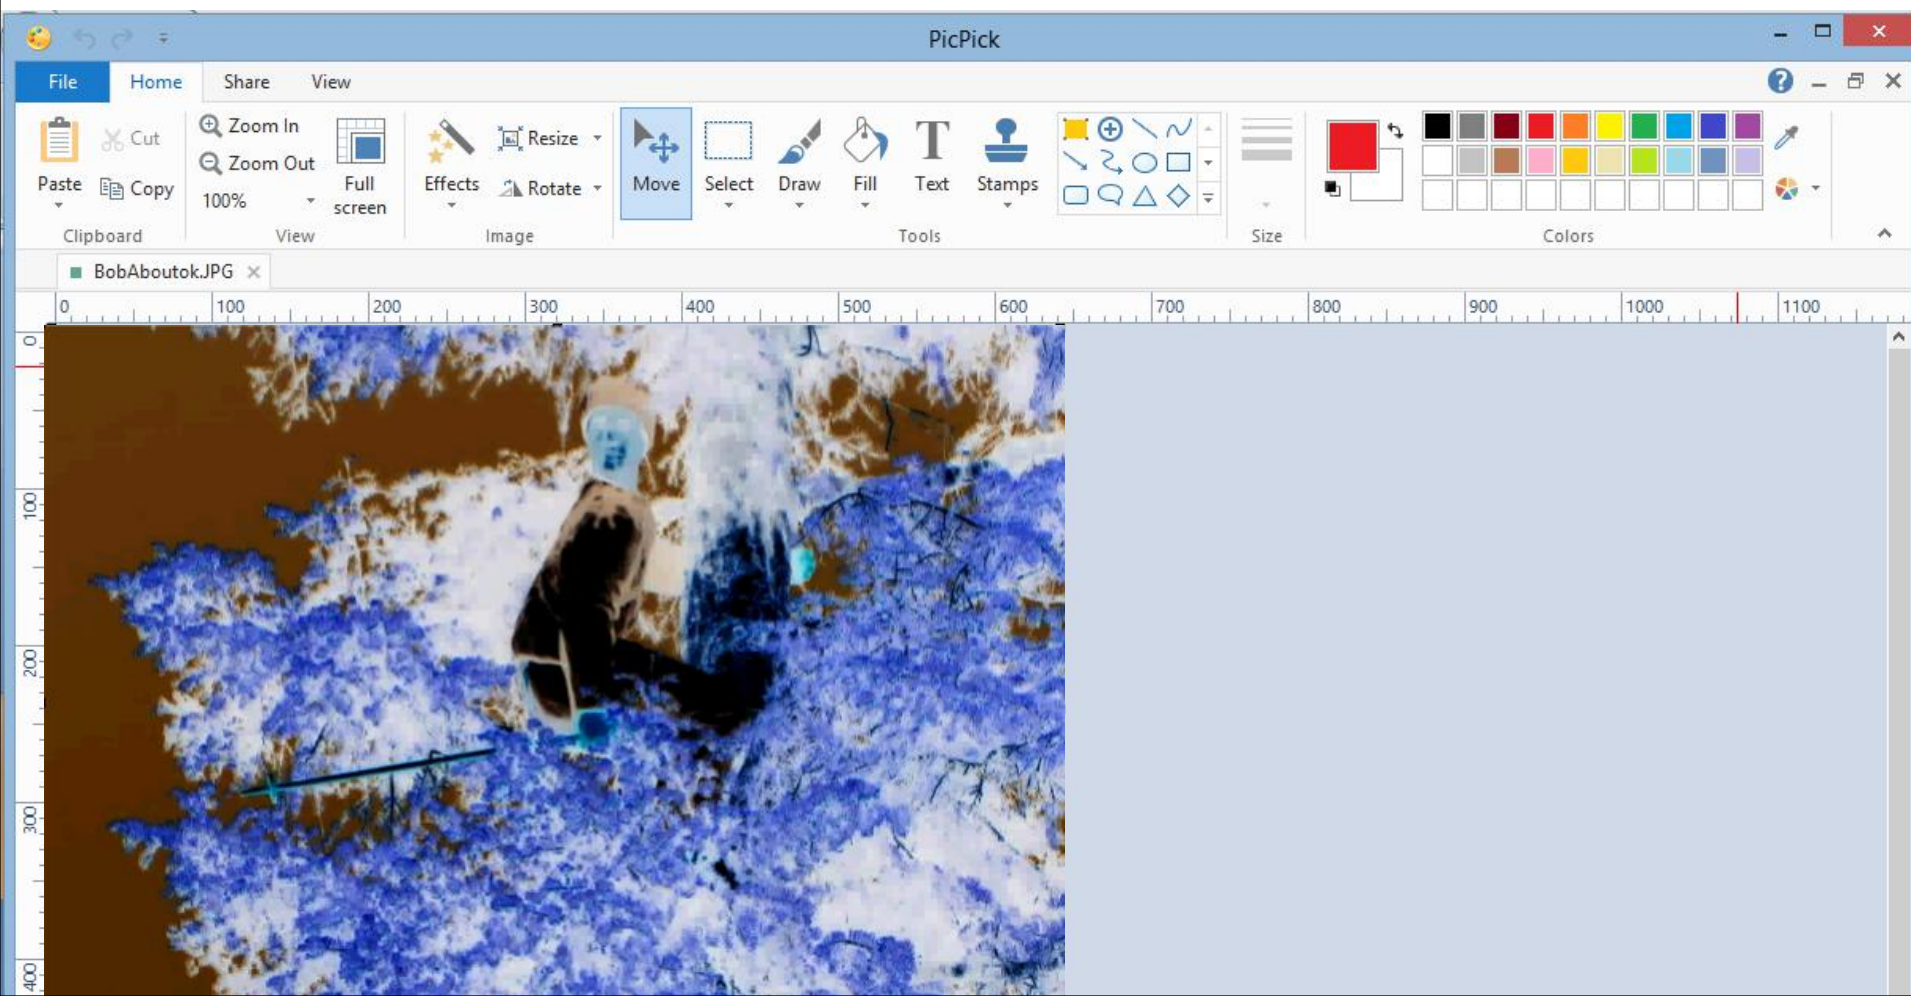 PicPick
File Home Share View
Paste Cut Copy
Zoom In
Zoom Out
100%
Full screen
Effects
Resize
Rotate
Move
Select
Draw
Fill
Text
Stamps
Clipboard View Image Tools Size Colors
BobAboutok.JPG
0 100 200 300 400 500 600 700 800 900 1000 1100
0
100
200
300
400